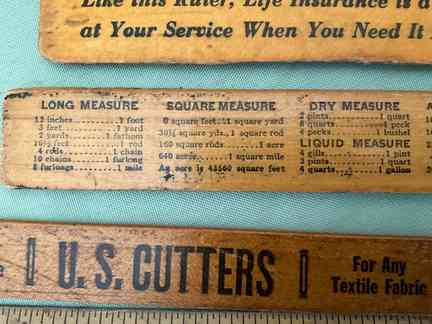 Like this Ruler, Life Insurance is a
at Your Service When You Need It
LONG MEASURE
12 inches.........1 foot
3 feet.........1 yard
2 yards.........1 fathom
16½ feet.........1 rod
4 rods.........1 chain
10 chains.........1 furlong
8 furlongs.........1 mile
SQUARE MEASURE
9 square feet..1 square yard
30¼ square yds..1 square rod
160 square rods.....1 acre
640 acres.....1 square mile
An acre is 43560 square feet
DRY MEASURE
2 pints.........1 quart
8 quarts.........1 peck
4 pecks.........1 bushel
LIQUID MEASURE
4 gills.........1 pint
2 pints.........1 quart
4 quarts.........1 gallon
U. S. CUTTERS
For Any
Textile Fabric